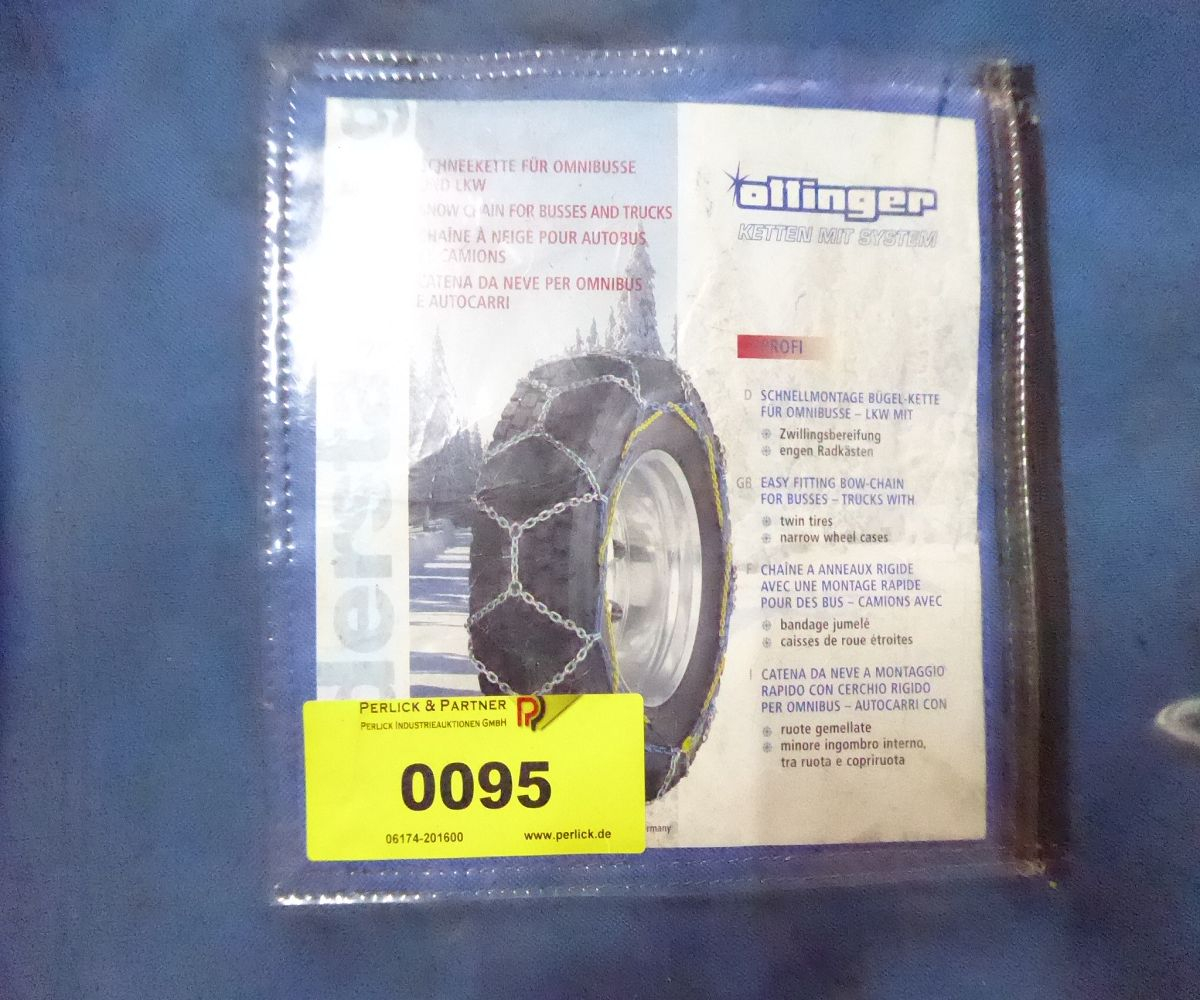 FÜR OMNIBUSSE
LKW
SNOW CHAIN FOR BUSSES AND TRUCKS
À NEIGE POUR AUTOBUS
CAMIONS
CATENA DA NEVE PER OMNIBUS
E AUTOCARRI
ottinger
KETTEN MIT SYSTEM
PROFI
D SCHNELLMONTAGE BÜGEL-KETTE
FÜR OMNIBUSSE – LKW MIT
Zwillingsbereifung
engen Radkästen
GB EASY FITTING BOW-CHAIN
FOR BUSSES – TRUCKS WITH
twin tires
narrow wheel cases
F CHAÎNE A ANNEAUX RIGIDE
AVEC UNE MONTAGE RAPIDE
POUR DES BUS – CAMIONS AVEC
bandage jumelé
caisses de roue étroites
I CATENA DA NEVE A MONTAGGIO
RAPIDO CON CERCHIO RIGIDO
PER OMNIBUS – AUTOCARRI CON
ruote gemellate
minore ingombro interno,
tra ruota e copriruota
PERLICK & PARTNER
PERLICK INDUSTRIEAUKTIONEN GMBH
0095
06174-201600 www.perlick.de